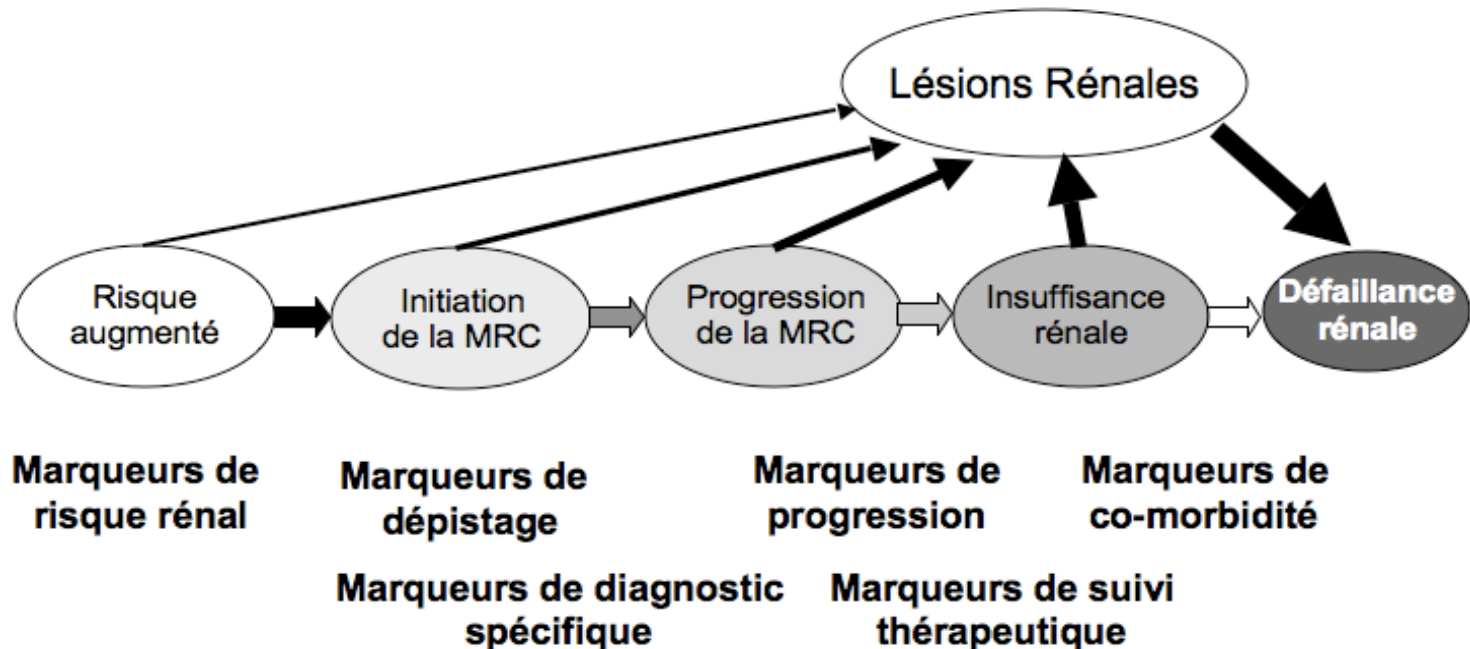 Lésions Rénales
Risque
augmenté
Initiation
de la MRC
Progression
de la MRC
Insuffisance
rénale
Défaillance
rénale
Marqueurs de
risque rénal
Marqueurs de
dépistage
Marqueurs de
progression
Marqueurs de
co-morbidité
Marqueurs de diagnostic
spécifique
Marqueurs de suivi
thérapeutique